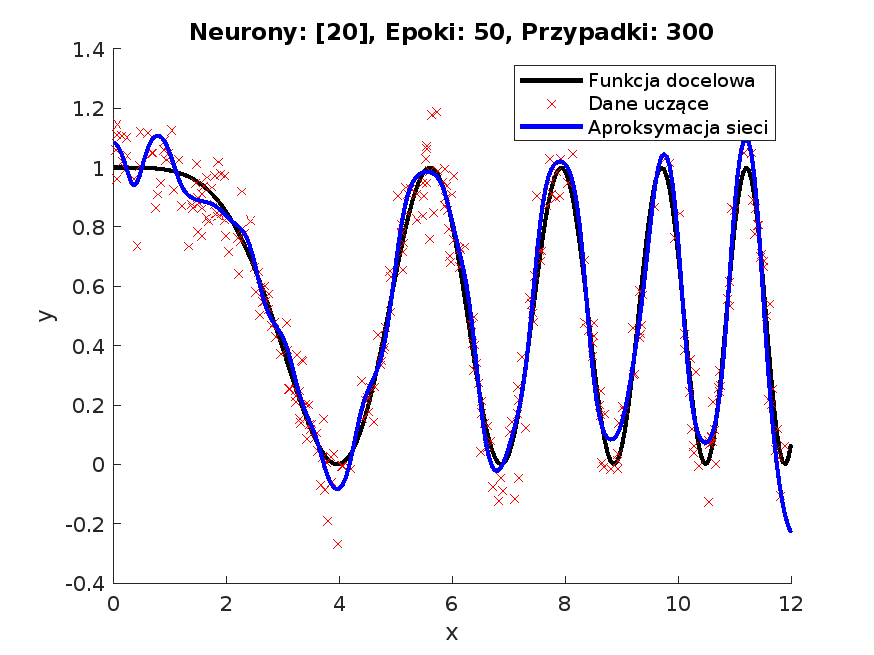 Neurony: [20], Epoki: 50, Przypadki: 300
Funkcja docelowa
Dane uczące
Aproksymacja sieci
1.4
1.2
1
0.8
0.6
0.4
0.2
0
-0.2
-0.4
y
0 2 4 6 8 10 12
x